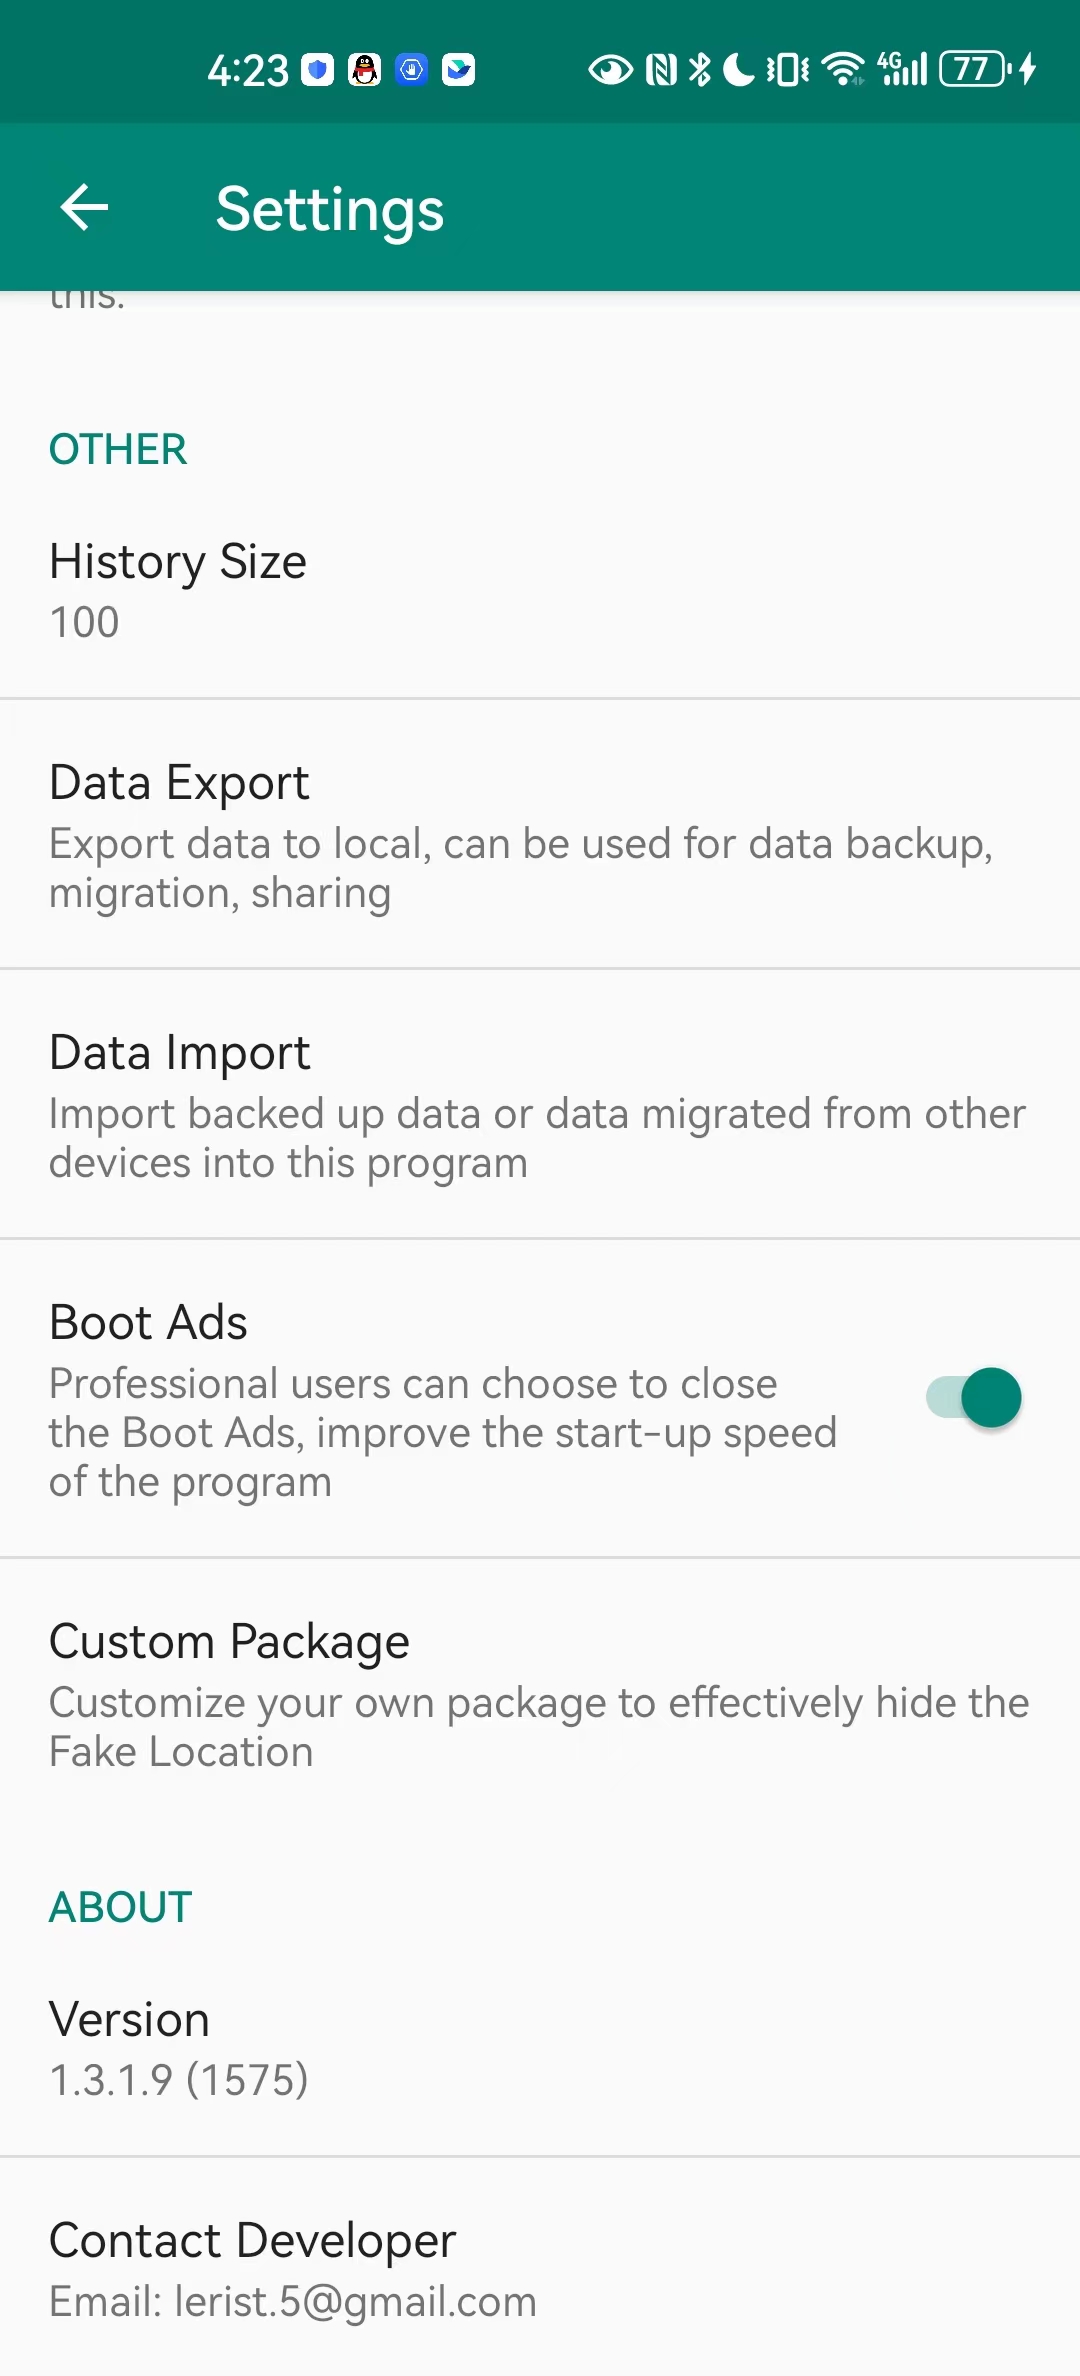 4:23
4G
77
Settings
this.
OTHER
History Size
100
Data Export
Export data to local, can be used for data backup,
migration, sharing
Data Import
Import backed up data or data migrated from other
devices into this program
Boot Ads
Professional users can choose to close
the Boot Ads, improve the start-up speed
of the program
Custom Package
Customize your own package to effectively hide the
Fake Location
ABOUT
Version
1.3.1.9 (1575)
Contact Developer
Email: lerist.5@gmail.com